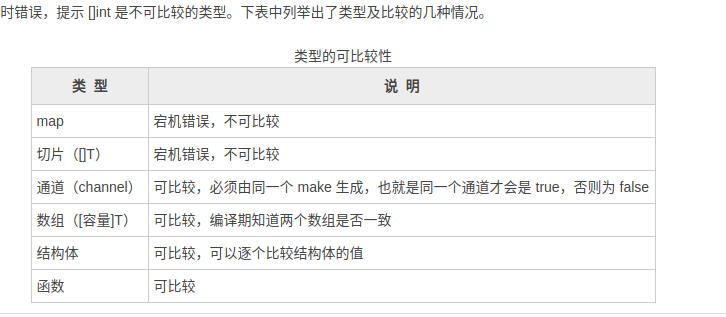 时错误，提示 []int 是不可比较的类型。下表中列举出了类型及比较的几种情况。
类型的可比较性
类 型 说 明
map 宕机错误，不可比较
切片（[]T） 宕机错误，不可比较
通道（channel） 可比较，必须由同一个 make 生成，也就是同一个通道才会是 true，否则为 false
数组（[容量]T） 可比较，编译期知道两个数组是否一致
结构体 可比较，可以逐个比较结构体的值
函数 可比较